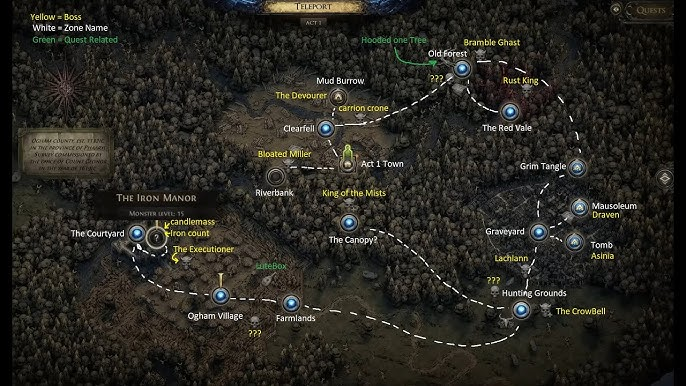 TELEPORT
ACT 1
QUESTS
Yellow = Boss
White = Zone Name
Green = Quest Related
Hooded one Tree
Bramble Ghast
Old Forest
???
Rust King
Mud Burrow
The Devourer
carrion crone
The Red Vale
Clearfell
Bloated Miller
Act 1 Town
Grim Tangle
Riverbank
King of the Mists
THE IRON MANOR
MONSTER LEVEL: 15
candlemass
Iron count
Mausoleum
Draven
The Courtyard
?
The Canopy?
Graveyard
The Executioner
Tomb
Asinia
Lachlann
LuteBox
???
Hunting Grounds
Ogham Village
Farmlands
The CrowBell
???